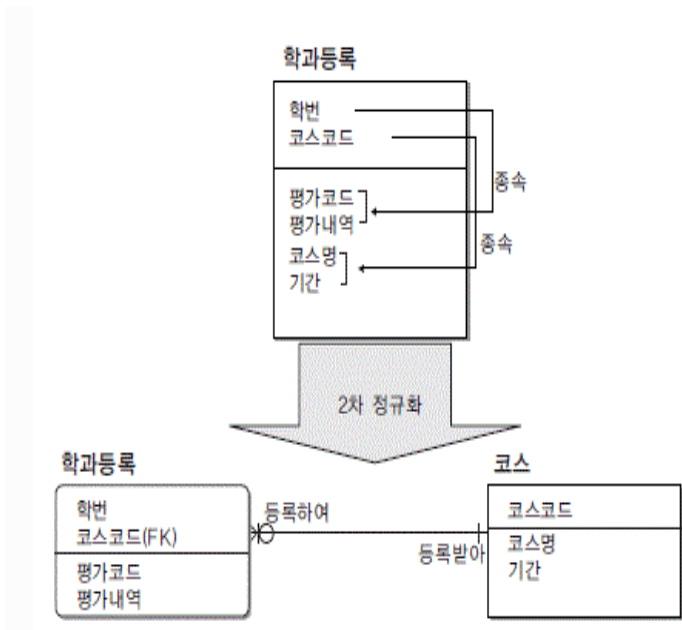 학과등록
학번
코스코드
종속
평가코드
평가내역
종속
코스명
기간
2차 정규화
학과등록
코스
학번
코스코드(FK)
등록하여
코스코드
평가코드
평가내역
등록받아
코스명
기간